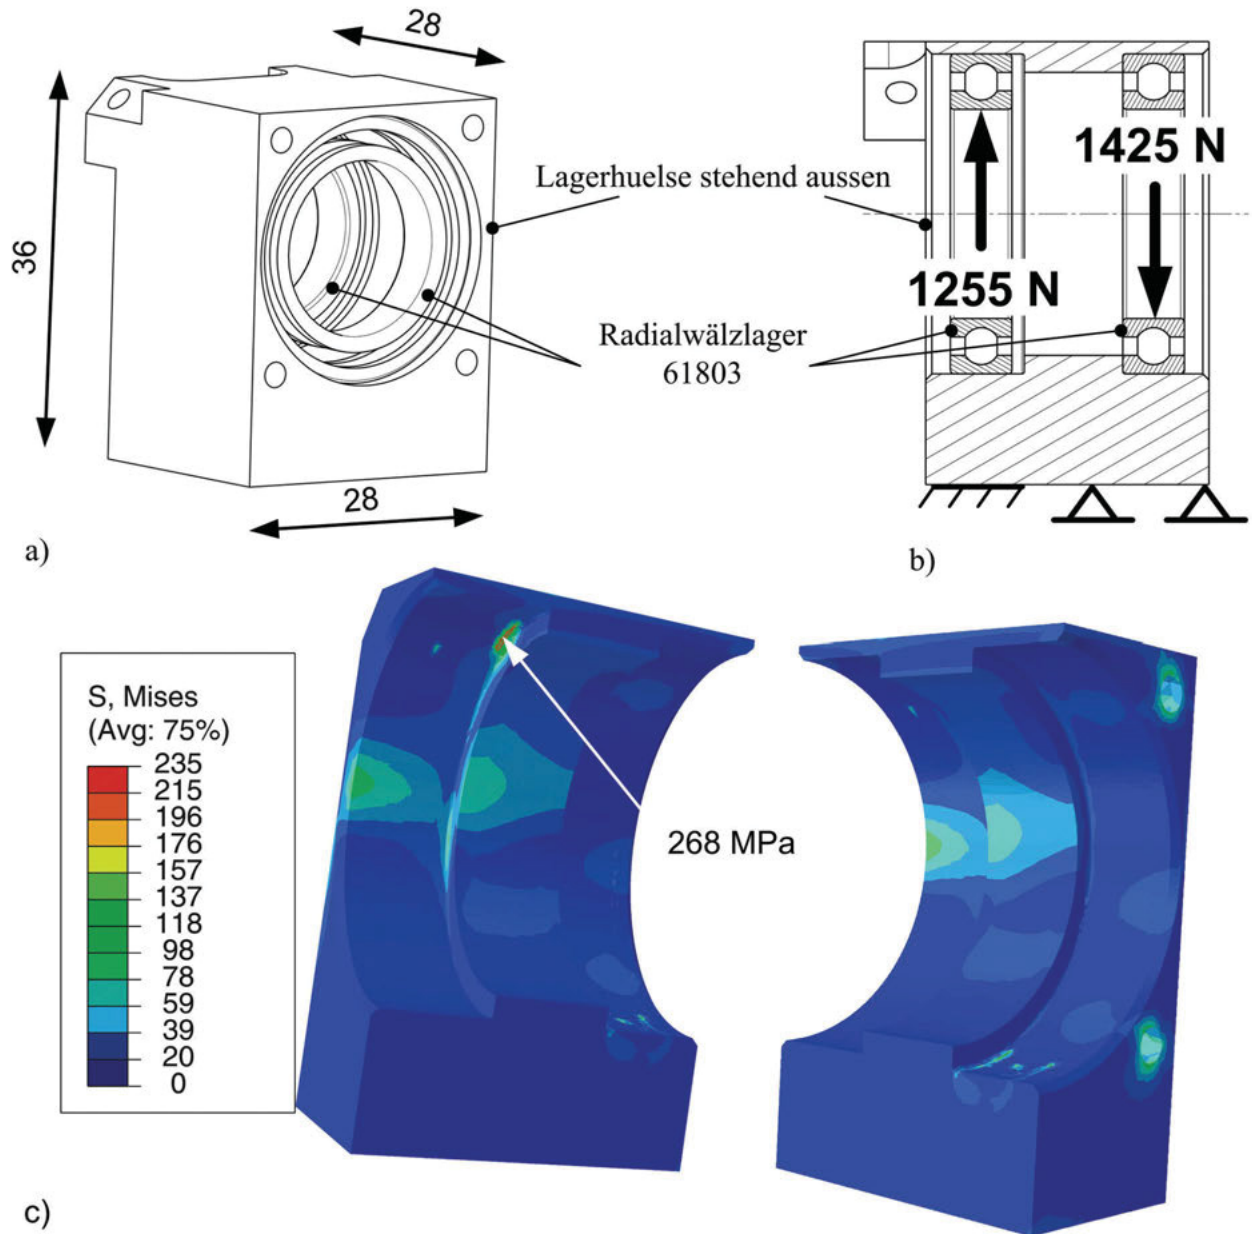 28
36
28
a)
Lagerhuelse stehend aussen
Radialwälzlager
61803
1425 N
1255 N
b)
S, Mises
(Avg: 75%)
235
215
196
176
157
137
118
98
78
59
39
20
0
268 MPa
c)